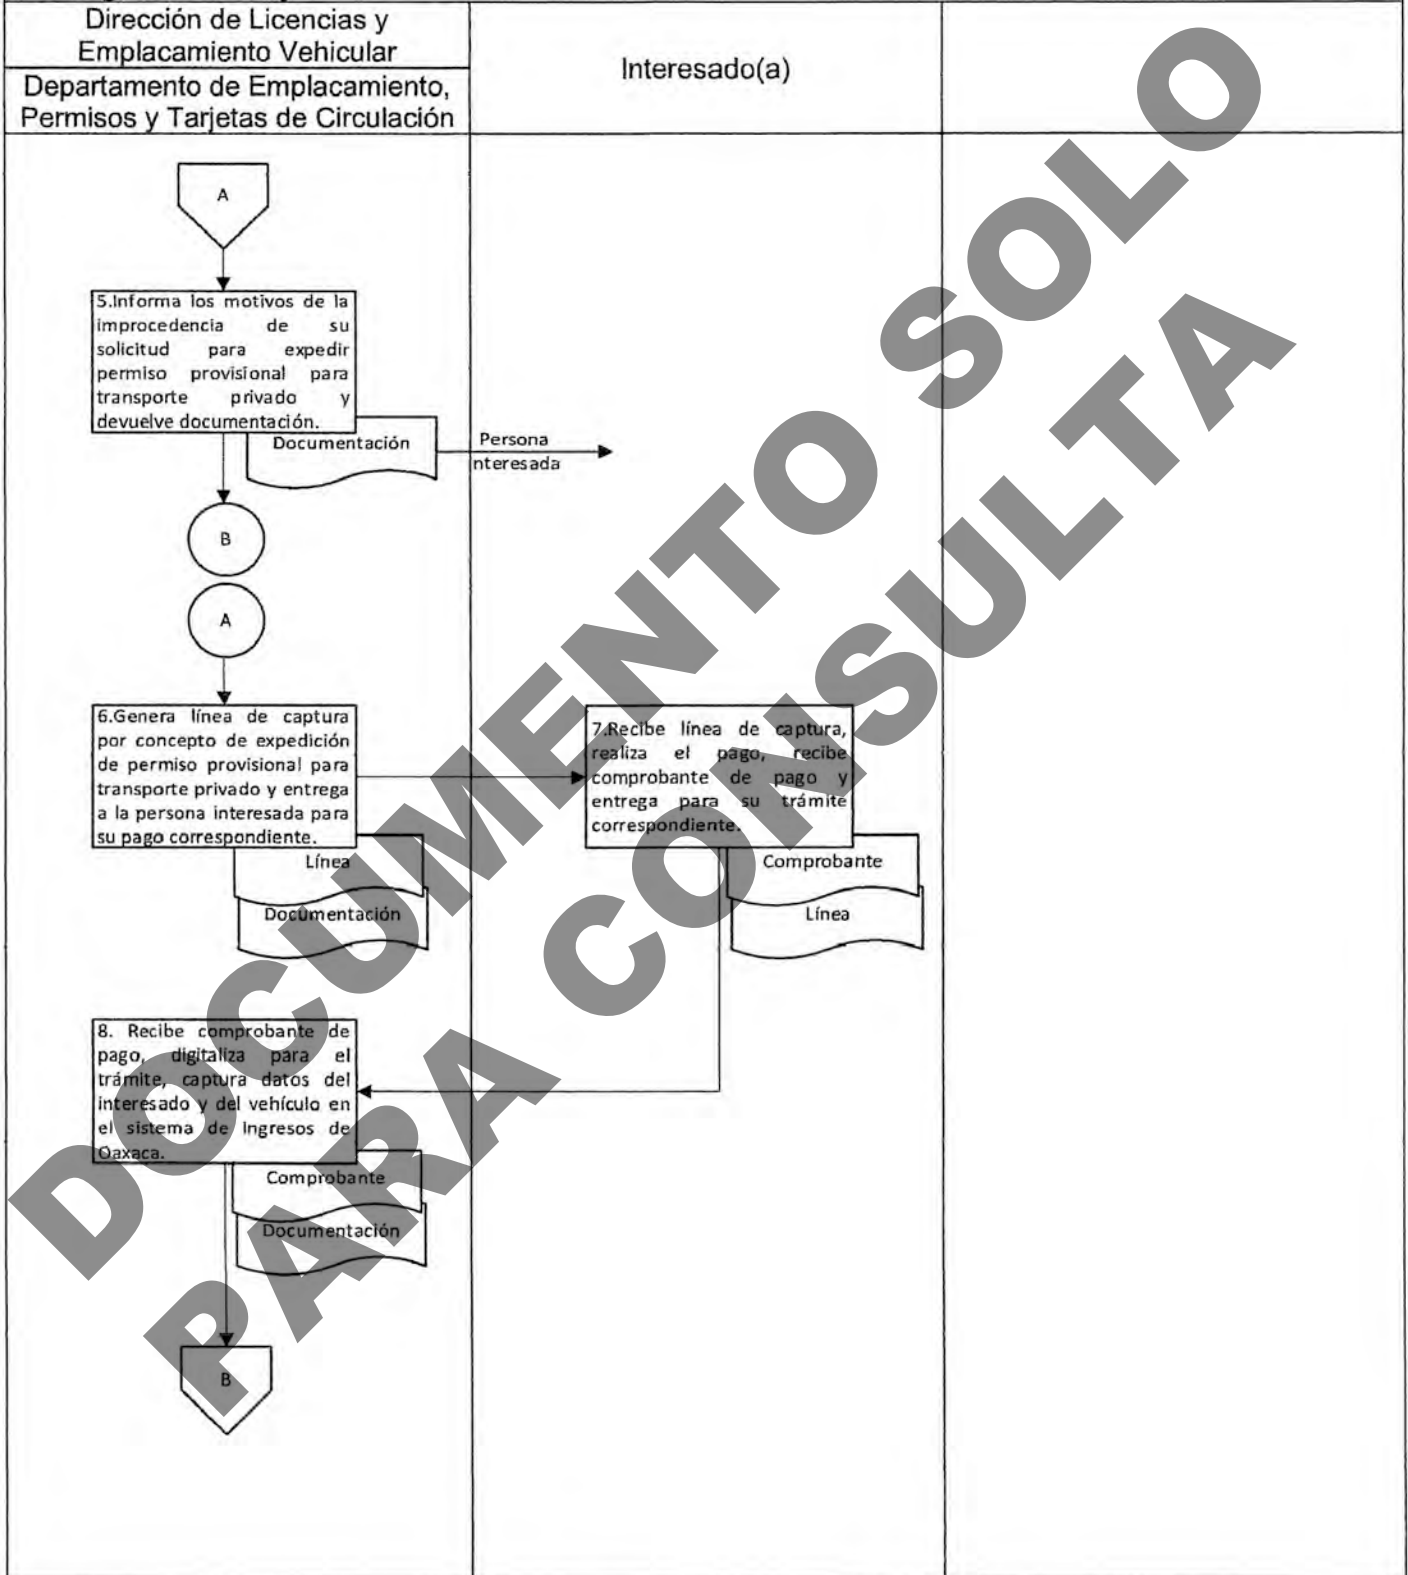 Dirección de Licencias y
Emplacamiento Vehicular
Departamento de Emplacamiento,
Permisos y Tarjetas de Circulación
Interesado(a)
A
5.Informa los motivos de la
improcedencia de su
solicitud para expedir
permiso provisional para
transporte privado y
devuelve documentación.
Documentación
Persona
nteresada
B
A
6.Genera línea de captura
por concepto de expedición
de permiso provisional para
transporte privado y entrega
a la persona interesada para
su pago correspondiente.
Línea
Documentación
7.Recibe línea de captura,
realiza el pago, recibe
comprobante de pago y
entrega para su trámite
correspondiente.
Comprobante
Línea
8. Recibe comprobante de
pago, digitaliza para el
trámite, captura datos del
interesado y del vehículo en
el sistema de Ingresos de
Oaxaca.
Comprobante
Documentación
B
DOCUMENTO SOLO
PARA CONSULTA